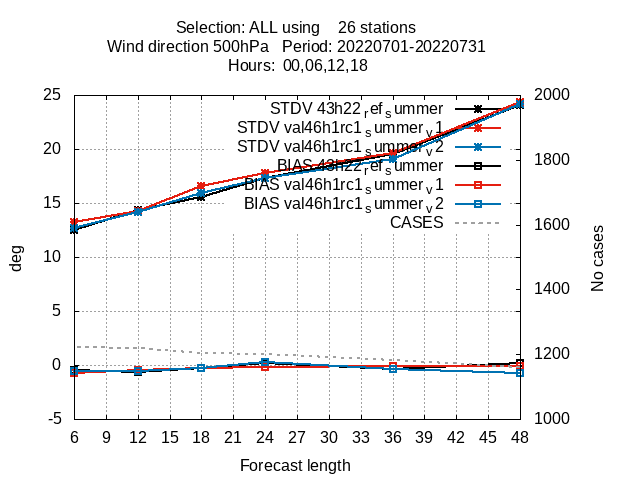 Selection: ALL using    26 stations
Wind direction 500hPa   Period: 20220701-20220731
Hours:  00,06,12,18
25
20
15
10
5
0
-5
2000
1800
1600
1400
1200
1000
STDV 43h22_ref_summer
STDV val46h1rc1_summer_v1
STDV val46h1rc1_summer_v2
BIAS 43h22_ref_summer
BIAS val46h1rc1_summer_v1
BIAS val46h1rc1_summer_v2
CASES
deg
No cases
6 9 12 15 18 21 24 27 30 33 36 39 42 45 48
Forecast length